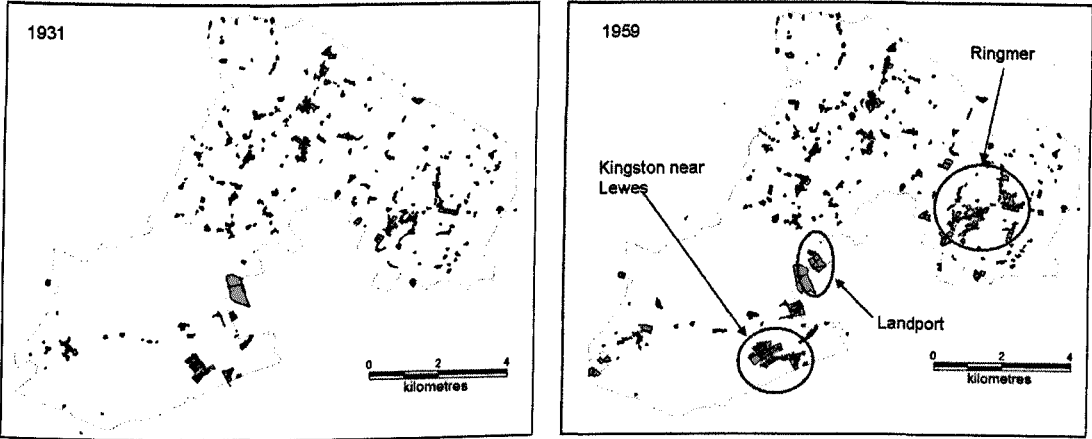 1931
0 2 4
kilometres
1959
Ringmer
Kingston near
Lewes
Landport
0 2 4
kilometres